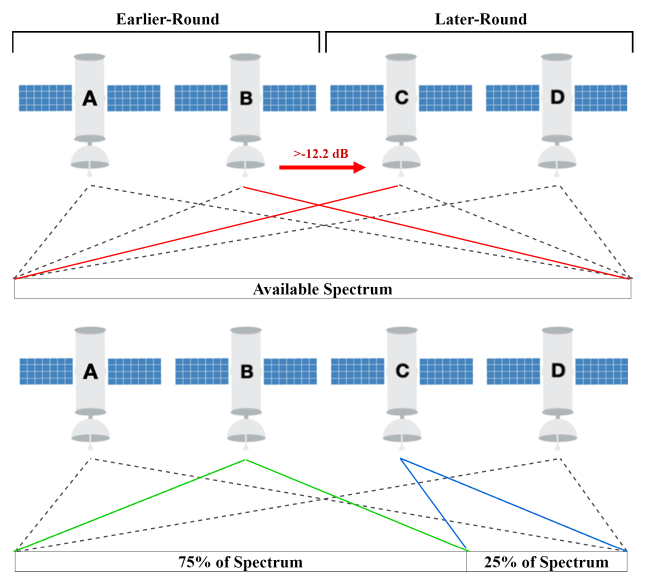 Earlier-Round Later-Round
A B C D
>-12.2 dB
Available Spectrum
A B C D
75% of Spectrum 25% of Spectrum